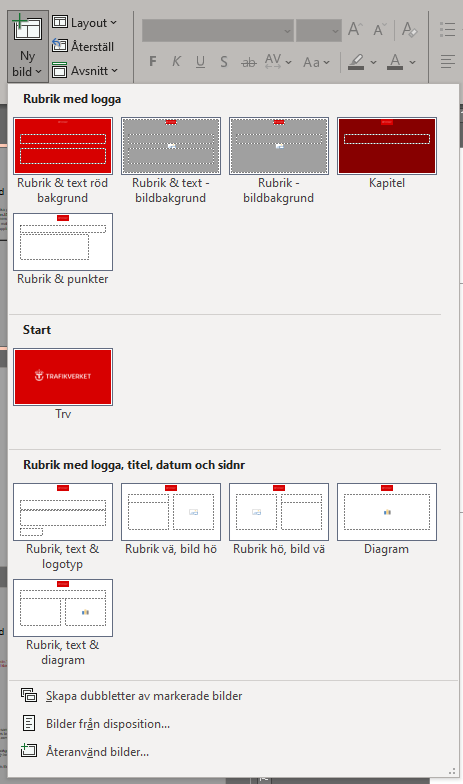 Ny
bild
Layout
Återställ
Avsnitt
F K U S ab AV Aa A
Rubrik med logga
Rubrik & text röd
bakgrund
Rubrik & text -
bildbakgrund
Rubrik -
bildbakgrund
Kapitel
Rubrik & punkter
Start
TRAFIKVERKET
Trv
Rubrik med logga, titel, datum och sidnr
Rubrik, text &
logotyp
Rubrik vä, bild hö
Rubrik hö, bild vä
Diagram
Rubrik, text &
diagram
Skapa dubbletter av markerade bilder
Bilder från disposition...
Återanvänd bilder...